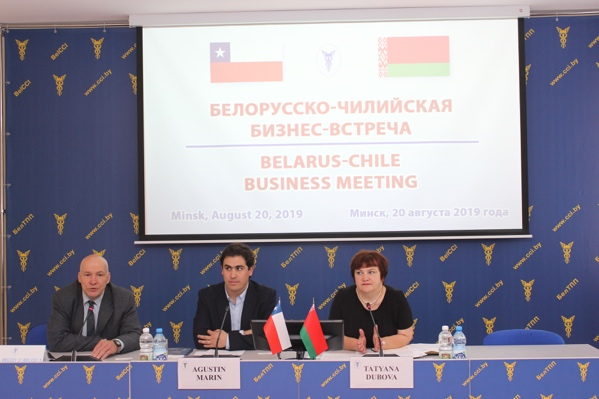 БЕЛОРУССКО-ЧИЛИЙСКАЯ
БИЗНЕС-ВСТРЕЧА
BELARUS-CHILE
BUSINESS MEETING
Minsk, August 20, 2019
Минск, 20 августа 2019 года
BelCCI
www.cci.by
БелТПП
AGUSTIN
MARIN
TATYANA
DUBOVA